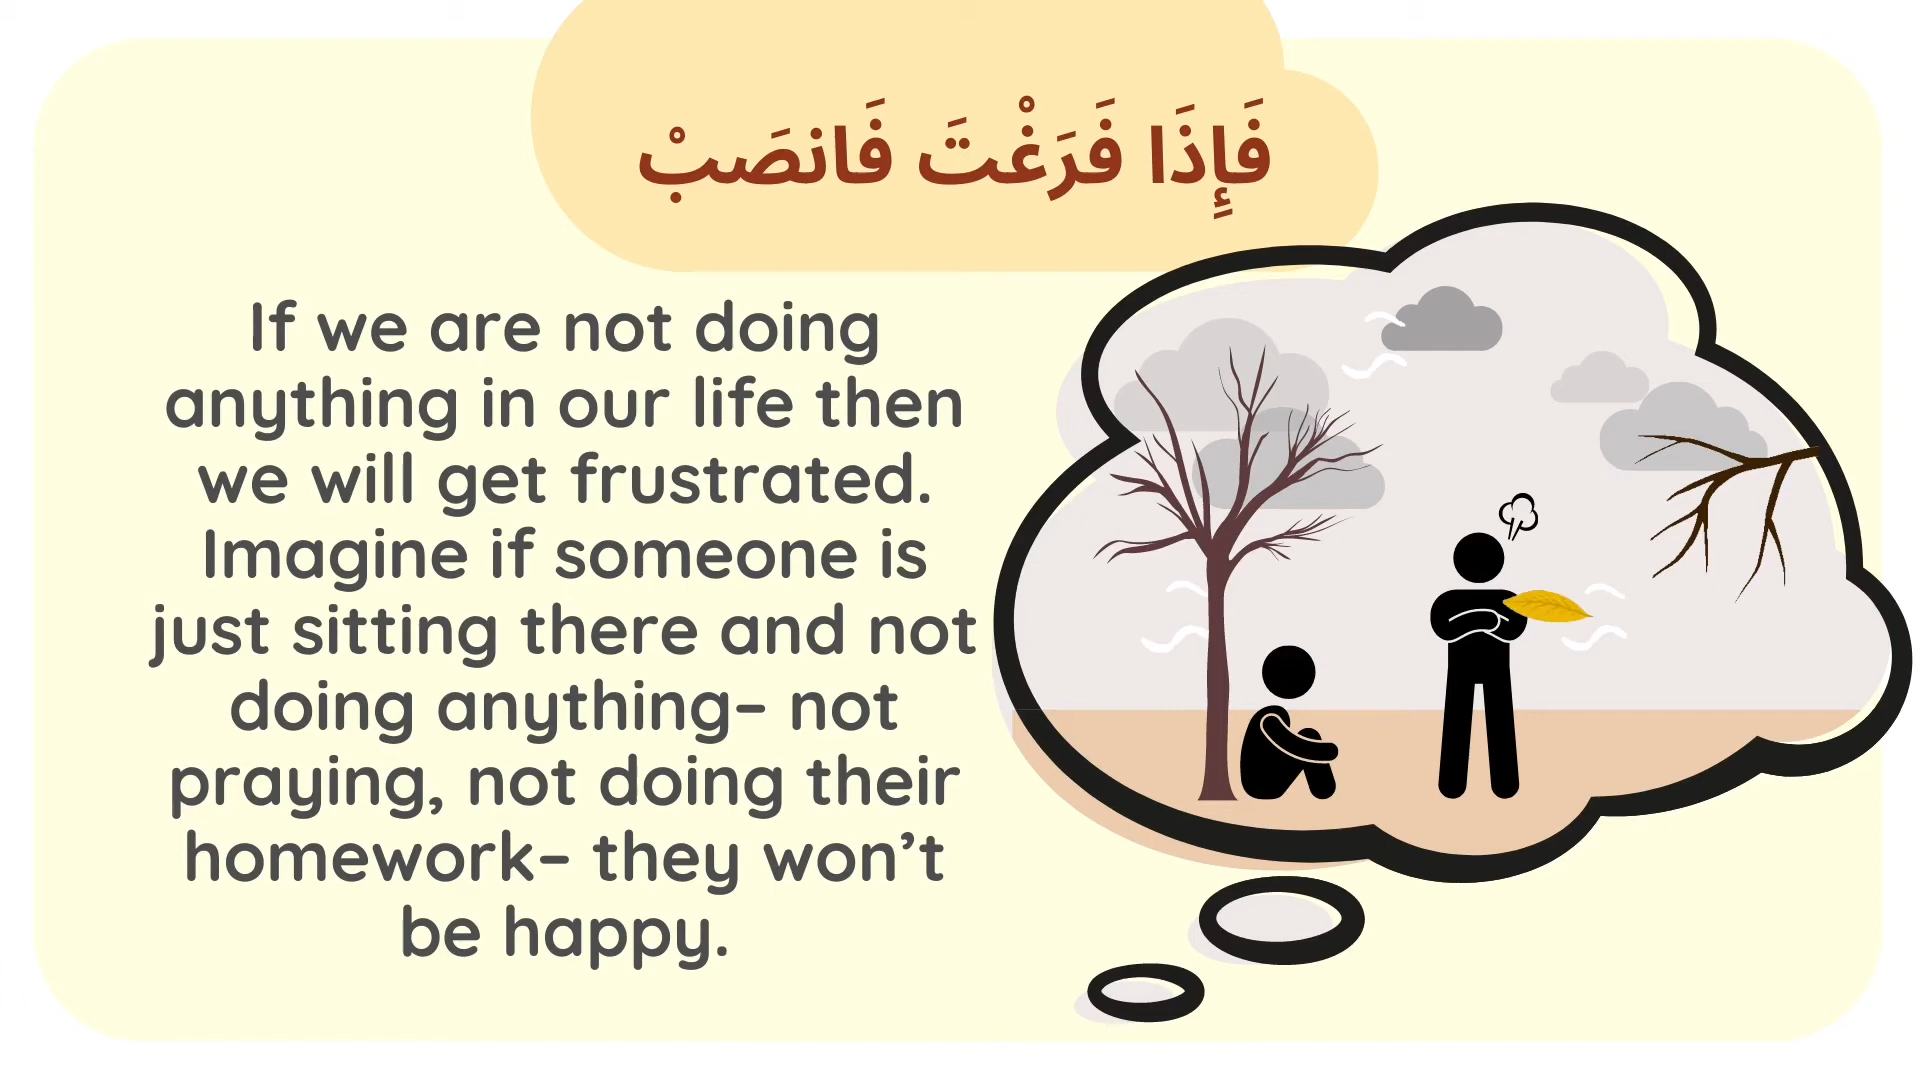 فَإِذَا فَرَغْتَ فَانصَبْ
If we are not doing
anything in our life then
we will get frustrated.
Imagine if someone is
just sitting there and not
doing anything– not
praying, not doing their
homework– they won’t
be happy.